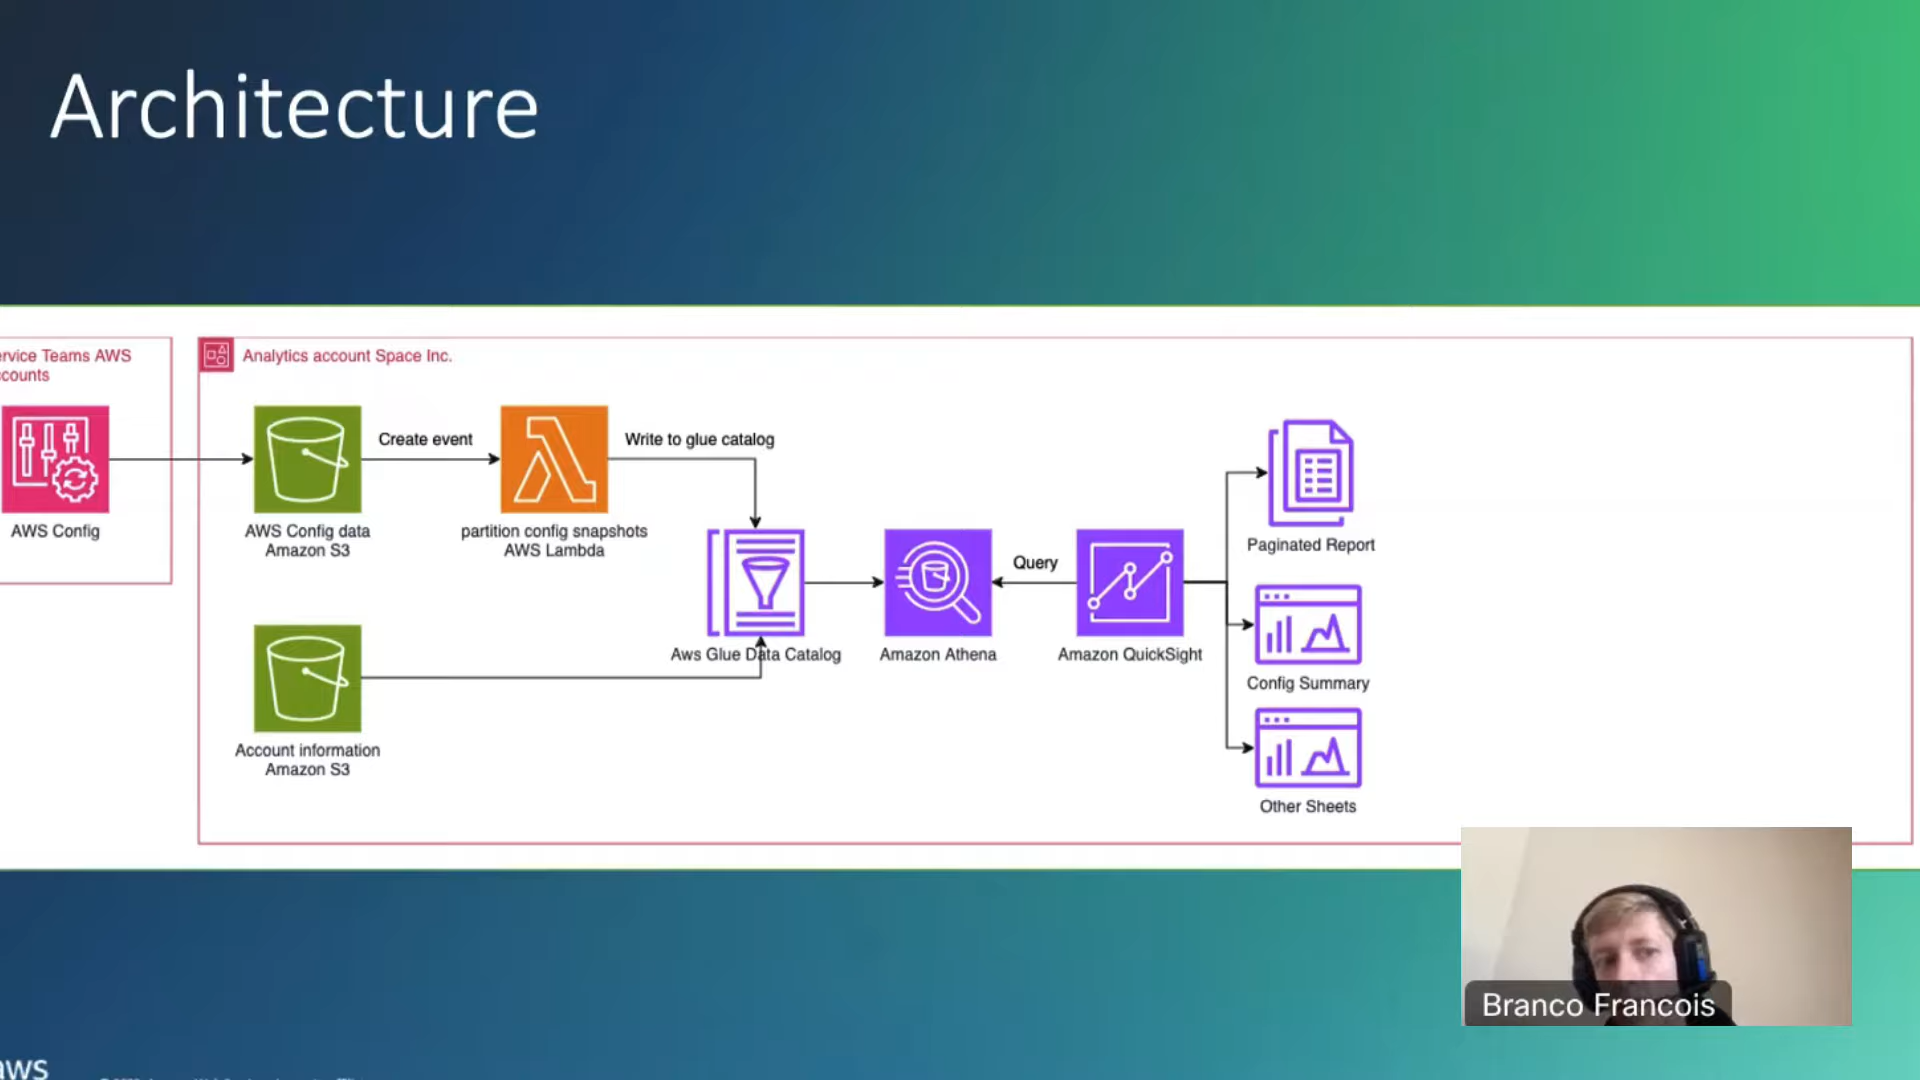 Architecture
ervice Teams AWS
counts
Analytics account Space Inc.
Create event
Write to glue catalog
AWS Config
AWS Config data
Amazon S3
partition config snapshots
AWS Lambda
Query
Paginated Report
Aws Glue Data Catalog
Amazon Athena
Amazon QuickSight
Config Summary
Account information
Amazon S3
Other Sheets
Branco Francois
aws